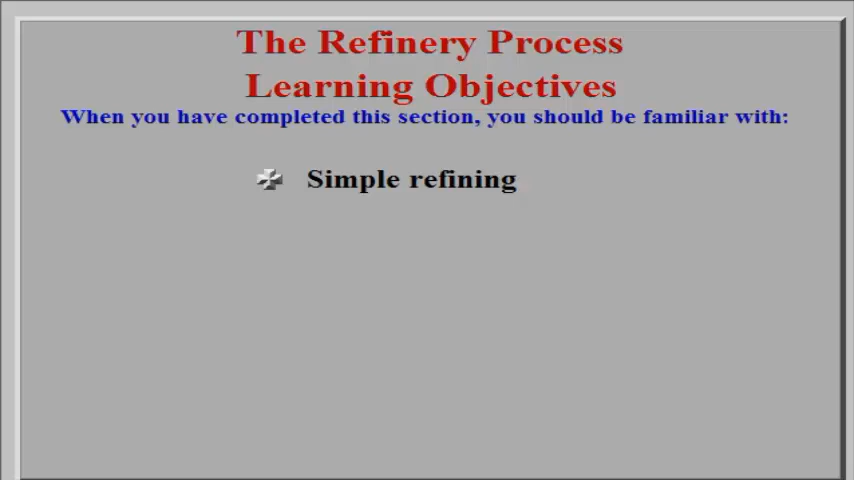 The Refinery Process
Learning Objectives
When you have completed this section, you should be familiar with:
Simple refining